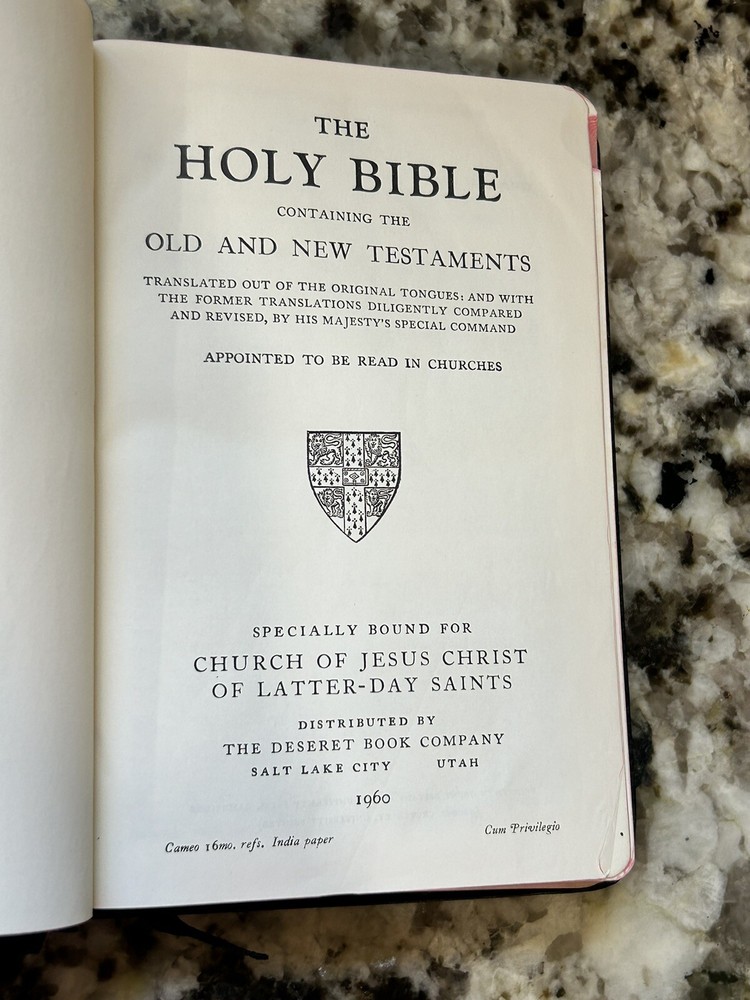 THE
HOLY BIBLE
CONTAINING THE
OLD AND NEW TESTAMENTS
TRANSLATED OUT OF THE ORIGINAL TONGUES: AND WITH
THE FORMER TRANSLATIONS DILIGENTLY COMPARED
AND REVISED, BY HIS MAJESTY'S SPECIAL COMMAND
APPOINTED TO BE READ IN CHURCHES
SPECIALLY BOUND FOR
CHURCH OF JESUS CHRIST
OF LATTER-DAY SAINTS
DISTRIBUTED BY
THE DESERET BOOK COMPANY
SALT LAKE CITY UTAH
1960
Cameo 16mo. refs. India paper
Cum Privilegio